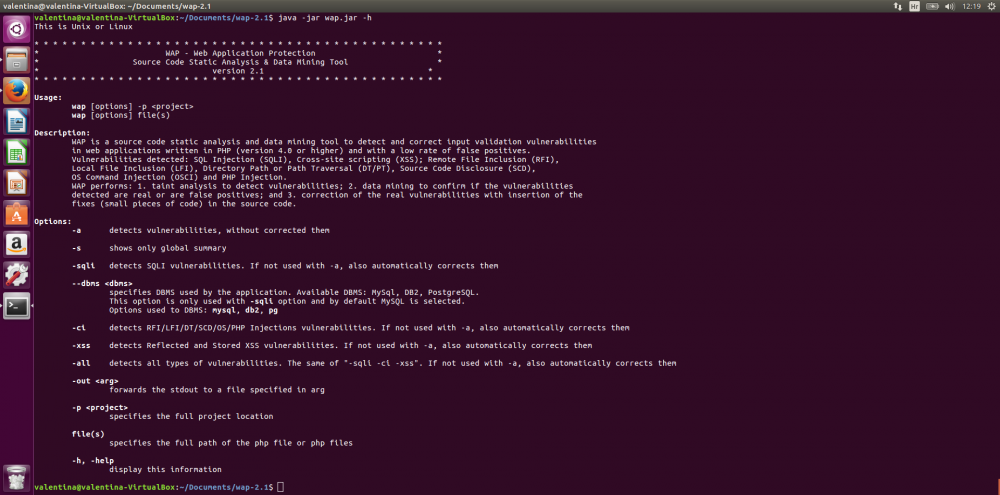 valentina@valentina-VirtualBox: ~/Documents/wap-2.1
Hr
12:19
valentina@valentina-VirtualBox:~/Documents/wap-2.1$ java -jar wap.jar -h
This is Unix or Linux
* * * * * * * * * * * * * * * * * * * * * * * * * * * * * * * * * * * * * * * * * * * *
* WAP - Web Application Protection *
* Source Code Static Analysis & Data Mining Tool *
* version 2.1 *
* * * * * * * * * * * * * * * * * * * * * * * * * * * * * * * * * * * * * * * * * * * *
Usage:
wap [options] -p <project>
wap [options] file(s)
Description:
WAP is a source code static analysis and data mining tool to detect and correct input validation vulnerabilities
in web applications written in PHP (version 4.0 or higher) and with a low rate of false positives.
Vulnerabilities detected: SQL Injection (SQLI), Cross-site scripting (XSS); Remote File Inclusion (RFI),
Local File Inclusion (LFI), Directory Path or Path Traversal (DT/PT), Source Code Disclosure (SCD),
OS Command Injection (OSCI) and PHP Injection.
WAP performs: 1. taint analysis to detect vulnerabilities; 2. data mining to confirm if the vulnerabilities
detected are real or are false positives; and 3. correction of the real vulnerabilities with insertion of the
fixes (small pieces of code) in the source code.
Options:
-a detects vulnerabilities, without corrected them
-s shows only global summary
-sqli detects SQLI vulnerabilities. If not used with -a, also automatically corrects them
--dbms <dbms>
specifies DBMS used by the application. Available DBMS: MySql, DB2, PostgreSQL.
This option is only used with -sqli option and by default MySQL is selected.
Options used to DBMS: mysql, db2, pg
-ci detects RFI/LFI/DT/SCD/OS/PHP Injections vulnerabilities. If not used with -a, also automatically corrects them
-xss detects Reflected and Stored XSS vulnerabilities. If not used with -a, also automatically corrects them
-all detects all types of vulnerabilities. The same of "-sqli -ci -xss". If not used with -a, also automatically corrects them
-out <arg>
forwards the stdout to a file specified in arg
-p <project>
specifies the full project location
file(s)
specifies the full path of the php file or php files
-h, -help
display this information
valentina@valentina-VirtualBox:~/Documents/wap-2.1$